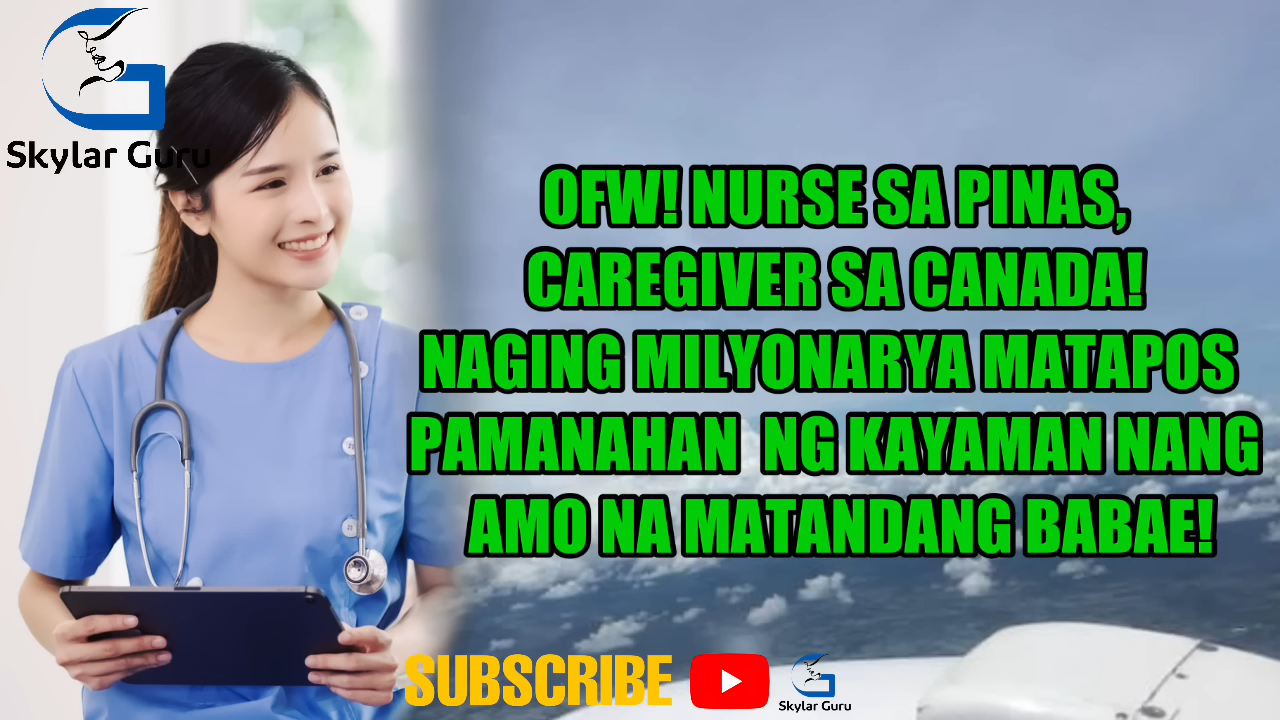 Skylar Guru
OFW! NURSE SA PINAS,
CAREGIVER SA CANADA!
NAGING MILYONARYA MATAPOS
PAMANAHAN NG KAYAMAN NANG
AMO NA MATANDANG BABAE!
SUBSCRIBE
Skylar Guru